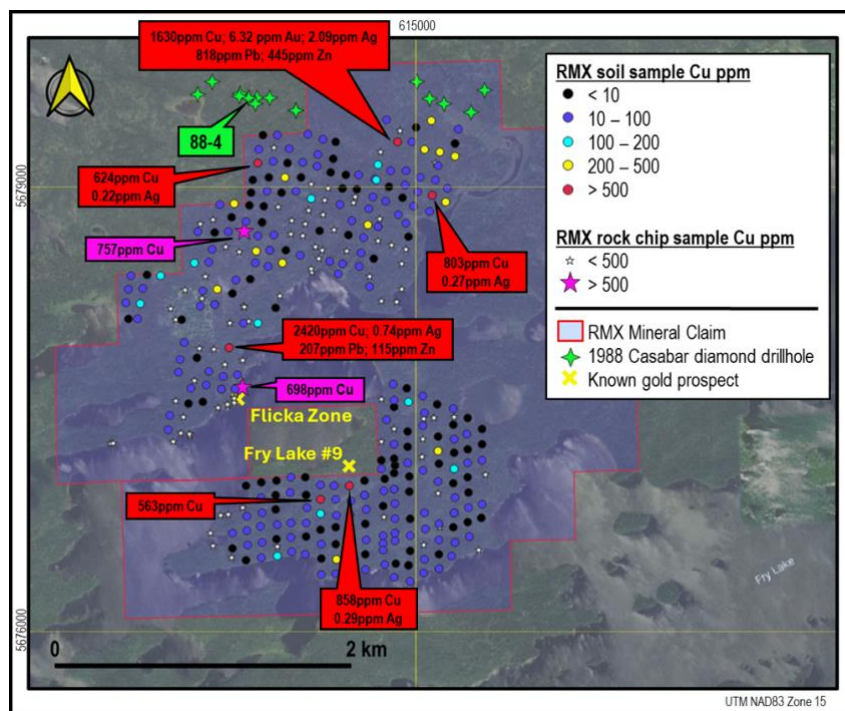 615000
1630ppm Cu; 6.32 ppm Au; 2.09ppm Ag
818ppm Pb; 445ppm Zn
88-4
5679000
624ppm Cu
0.22ppm Ag
757ppm Cu
803ppm Cu
0.27ppm Ag
2420ppm Cu; 0.74ppm Ag
207ppm Pb; 115ppm Zn
698ppm Cu
Flicka Zone
Fry Lake #9
563ppm Cu
858ppm Cu
0.29ppm Ag
5676000
0
2 km
Fry Lake
RMX soil sample Cu ppm
< 10
10 – 100
100 – 200
200 – 500
> 500
RMX rock chip sample Cu ppm
< 500
> 500
RMX Mineral Claim
1988 Casabar diamond drillhole
Known gold prospect
UTM NAD83 Zone 15